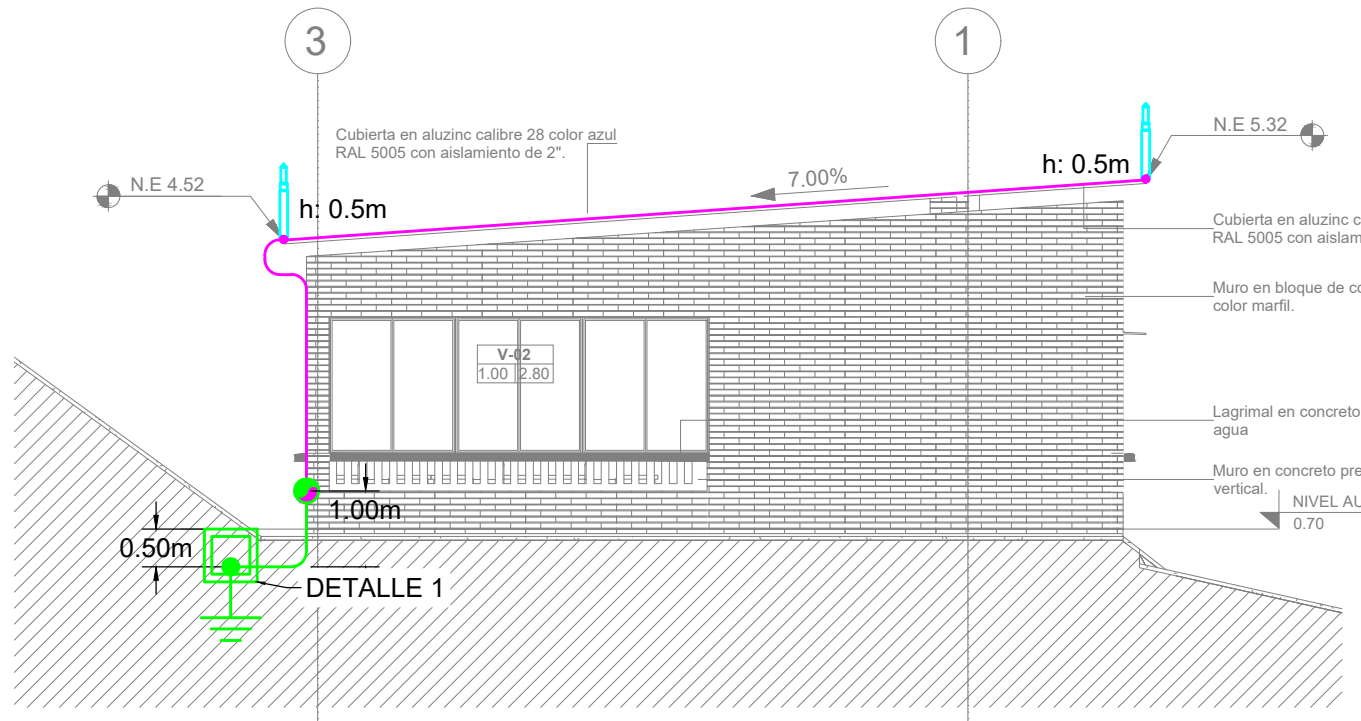 3
1
Cubierta en aluzinc calibre 28 color azul
RAL 5005 con aislamiento de 2".
N.E 5.32
N.E 4.52
h: 0.5m
7.00%
h: 0.5m
Cubierta en aluzinc c
RAL 5005 con aislam
Muro en bloque de co
color marfil.
V-02
1.00 2.80
Lagrimal en concreto
agua
Muro en concreto pre
vertical.
NIVEL AU
0.70
1.00m
0.50m
DETALLE 1